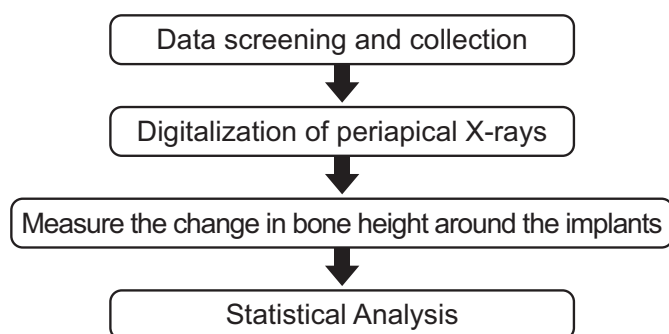 Data screening and collection
Digitalization of periapical X-rays
Measure the change in bone height around the implants
Statistical Analysis